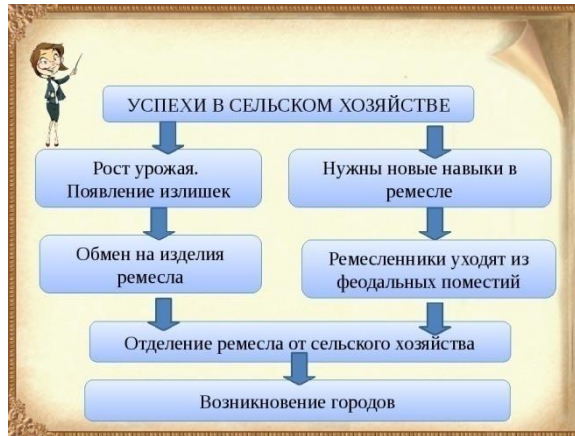 УСПЕХИ В СЕЛЬСКОМ ХОЗЯЙСТВЕ
Рост урожая.
Появление излишек
Нужны новые навыки в
ремесле
Обмен на изделия
ремесла
Ремесленники уходят из
феодальных поместий
Отделение ремесла от сельского хозяйства
Возникновение городов